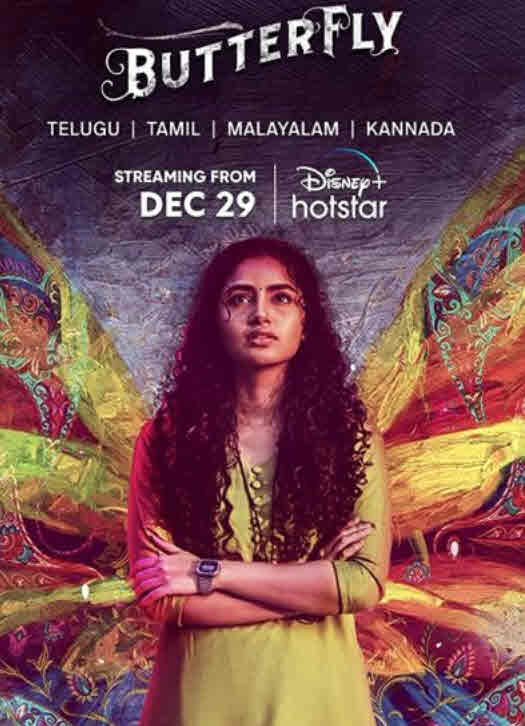 BUTTERFLY
TELUGU | TAMIL | MALAYALAM | KANNADA
STREAMING FROM
DEC 29
Disney+
hotstar